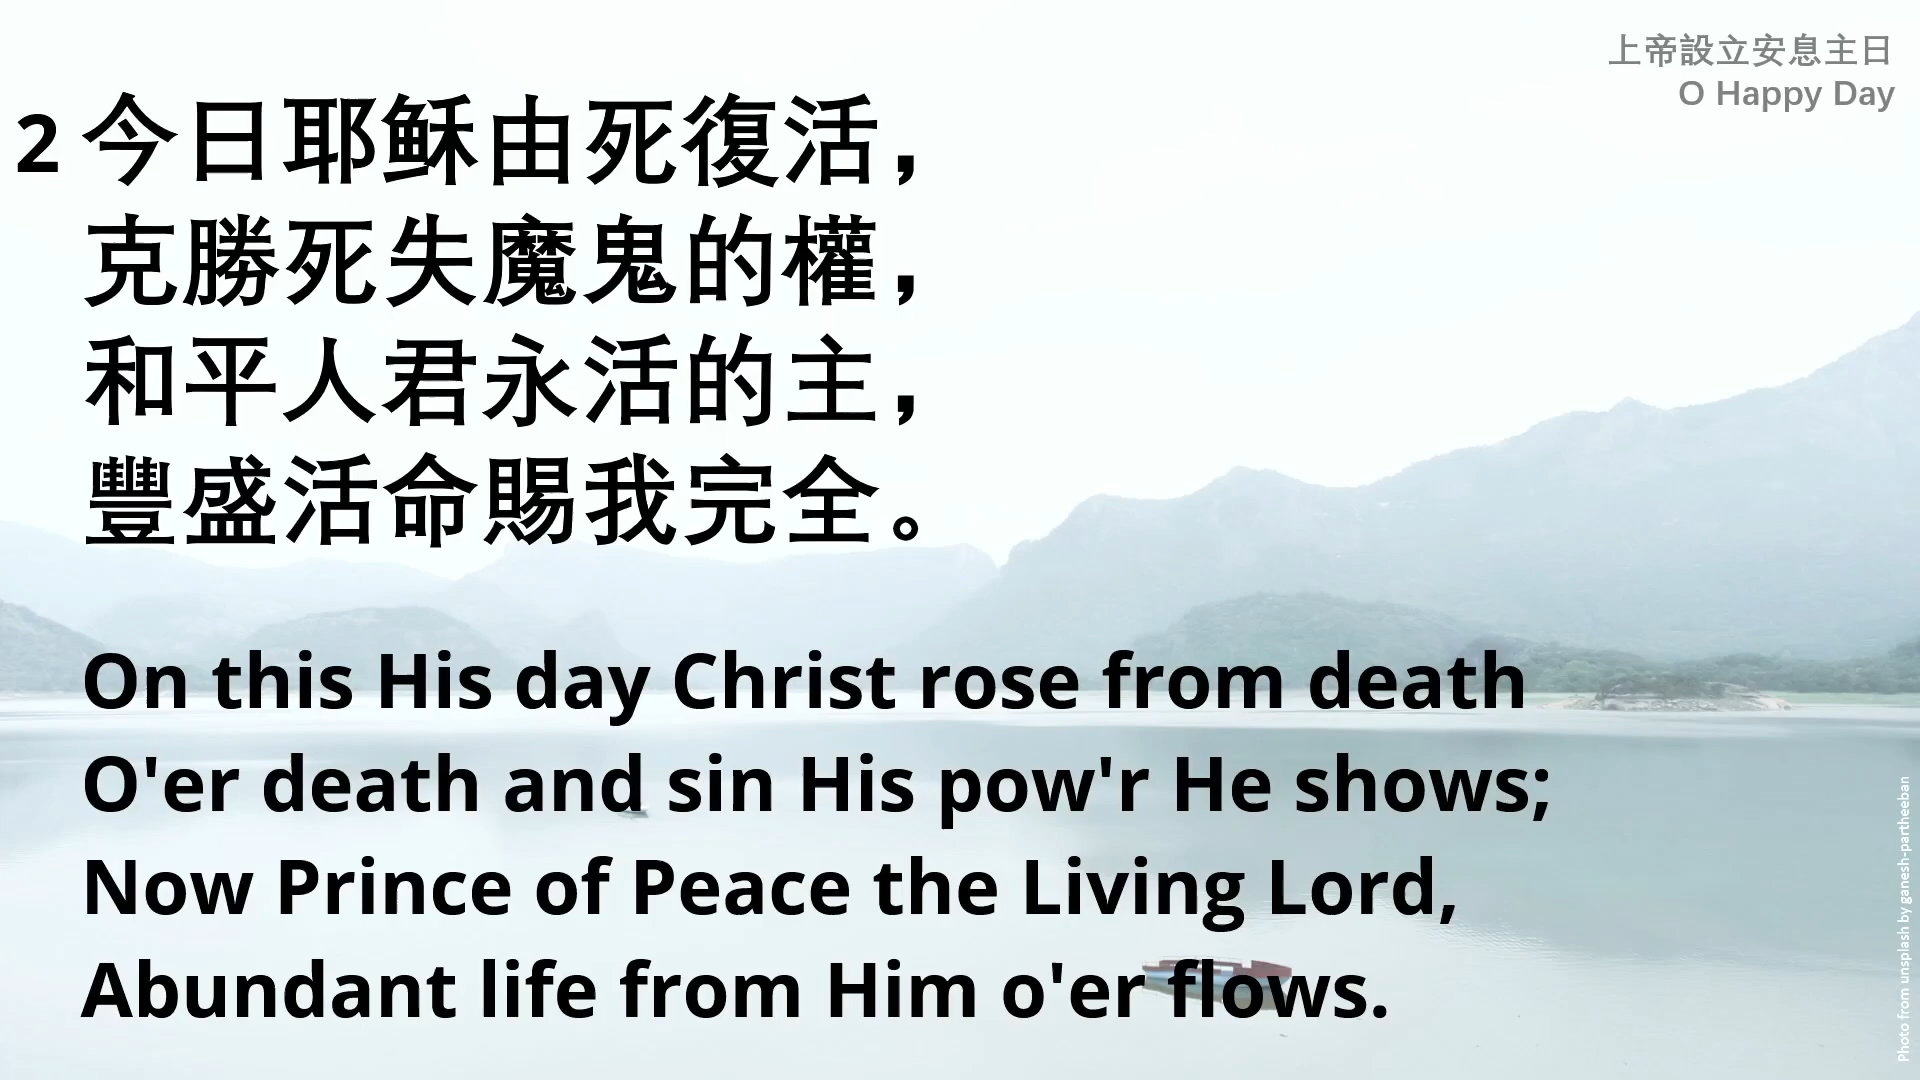 上帝設立安息主日
O Happy Day
2 今日耶穌由死復活，
克勝死失魔鬼的權，
和平人君永活的主，
豐盛活命賜我完全。
On this His day Christ rose from death
O'er death and sin His pow'r He shows;
Now Prince of Peace the Living Lord,
Abundant life from Him o'er flows.
Photo from unsplash by ganesh-partheeban